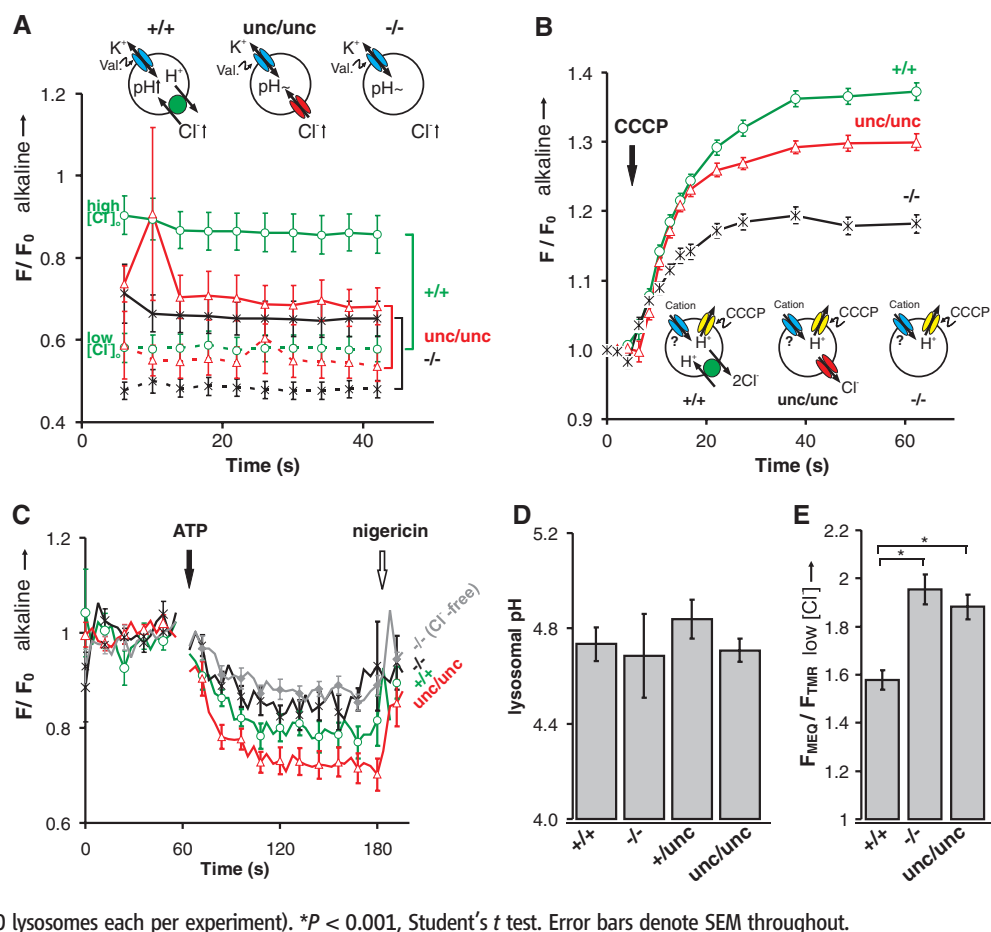 A
+/+
unc/unc
-/-
K⁺
Val.
pH↑
H⁺
Cl⁻↑
K⁺
Val.
pH~
Cl⁻↑
K⁺
Val.
pH~
Cl⁻↑
F/ F₀ alkaline →
1.2
1
0.8
0.6
0.4
high
[Cl⁻]ₒ
low
[Cl⁻]ₒ
+/+
unc/unc
-/-
0
20
40
Time (s)
B
F / F₀ alkaline →
1.4
1.3
1.2
1.1
1.0
0.9
CCCP
+/+
unc/unc
-/-
Cation
?
CCCP
H⁺
H⁺
2Cl⁻
+/+
Cation
?
CCCP
H⁺
Cl⁻
unc/unc
Cation
?
CCCP
H⁺
-/-
0
20
40
60
Time (s)
C
F/ F₀ alkaline →
1.2
1
0.8
0.6
ATP
nigericin
-/- (Cl⁻-free)
-/-
+/+
unc/unc
0
60
120
180
Time (s)
D
lysosomal pH
5.2
4.8
4.4
4.0
+/+
-/-
+/unc
unc/unc
E
F_MEQ / F_TMR low [Cl⁻] →
2.2
2
1.8
1.6
1.4
1.2
1
*
*
+/+
-/-
unc/unc
0 lysosomes each per experiment). *P < 0.001, Student's t test. Error bars denote SEM throughout.